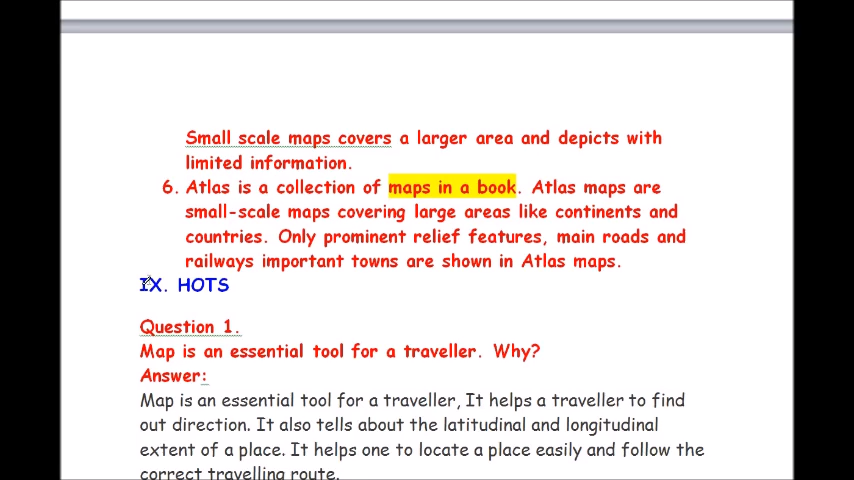 Small scale maps covers a larger area and depicts with
limited information.
6. Atlas is a collection of maps in a book. Atlas maps are
small-scale maps covering large areas like continents and
countries. Only prominent relief features, main roads and
railways important towns are shown in Atlas maps.
IX. HOTS
Question 1.
Map is an essential tool for a traveller. Why?
Answer:
Map is an essential tool for a traveller, It helps a traveller to find
out direction. It also tells about the latitudinal and longitudinal
extent of a place. It helps one to locate a place easily and follow the
correct travelling route.